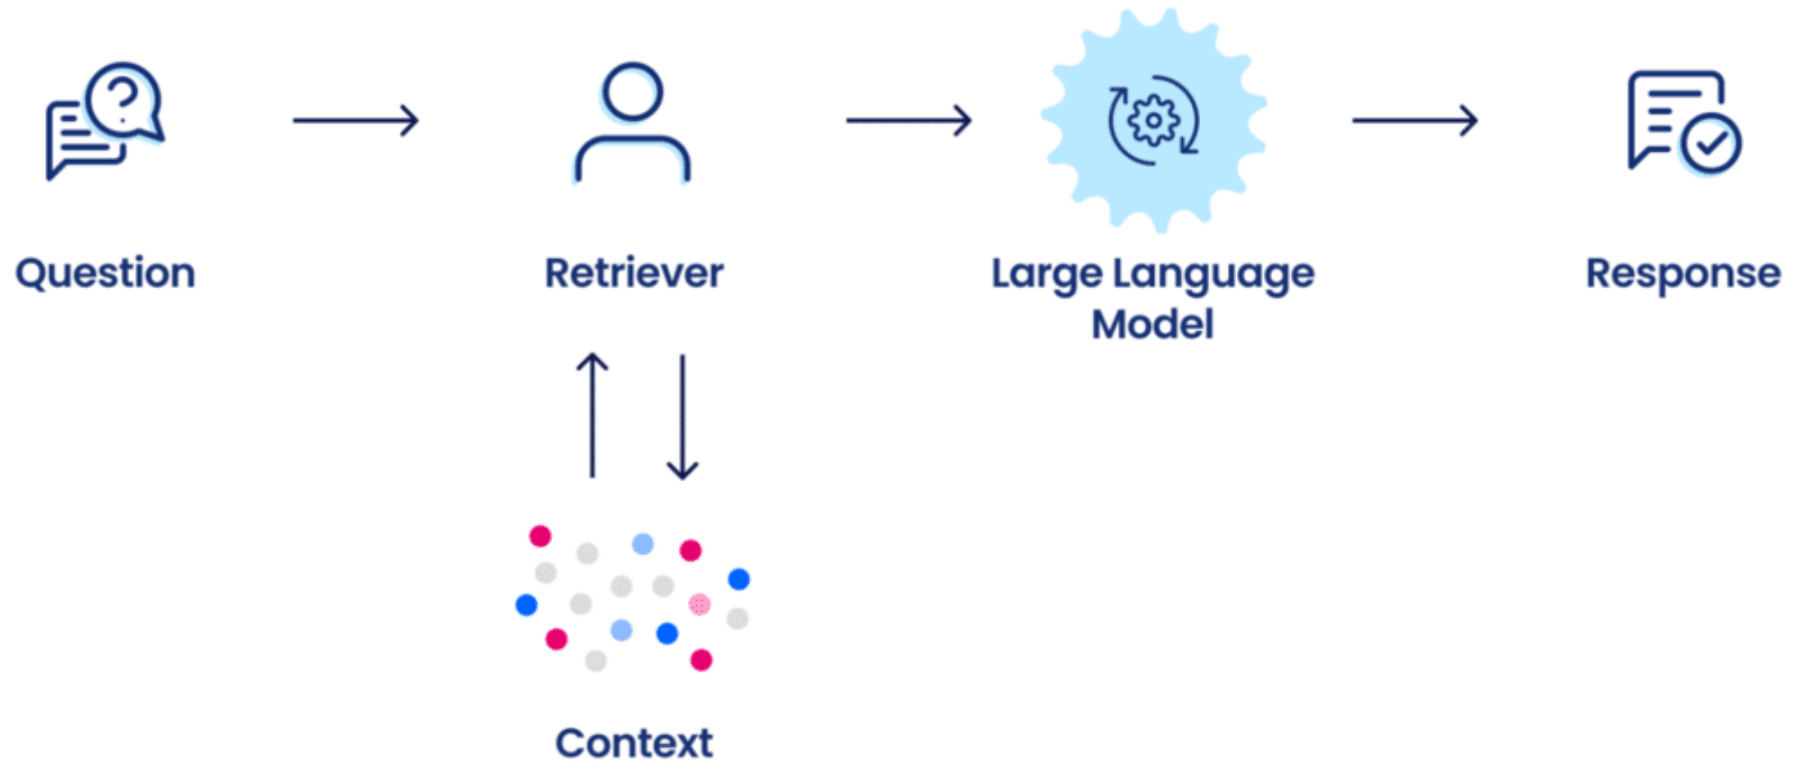 Question
Retriever
Large Language
Model
Response
Context